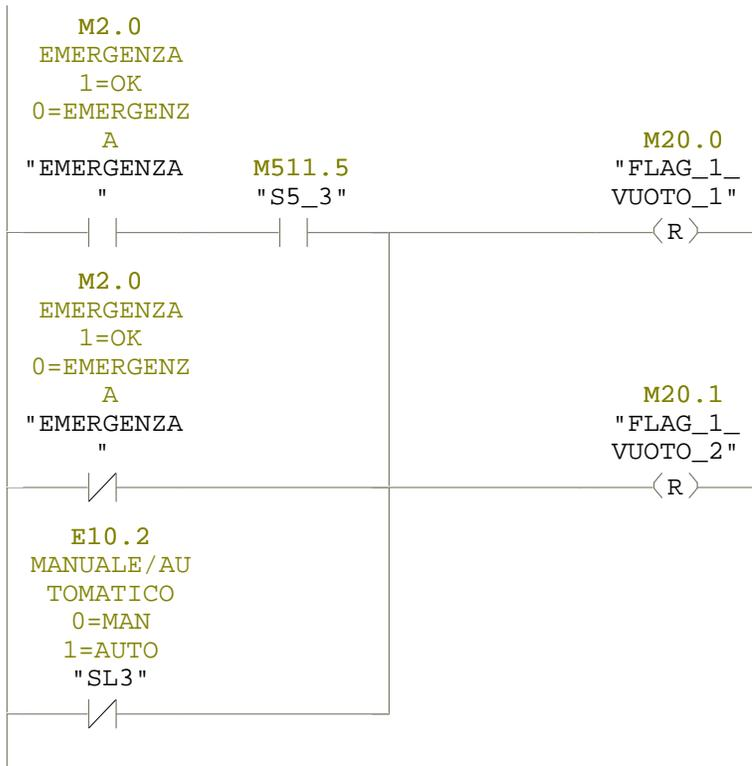 M2.0
EMERGENZA
1=OK
0=EMERGENZ
A
"EMERGENZA
"
M511.5
"S5_3"
M20.0
"FLAG_1_
VUOTO_1"
R
M2.0
EMERGENZA
1=OK
0=EMERGENZ
A
"EMERGENZA
"
M20.1
"FLAG_1_
VUOTO_2"
R
E10.2
MANUALE/AU
TOMATICO
0=MAN
1=AUTO
"SL3"